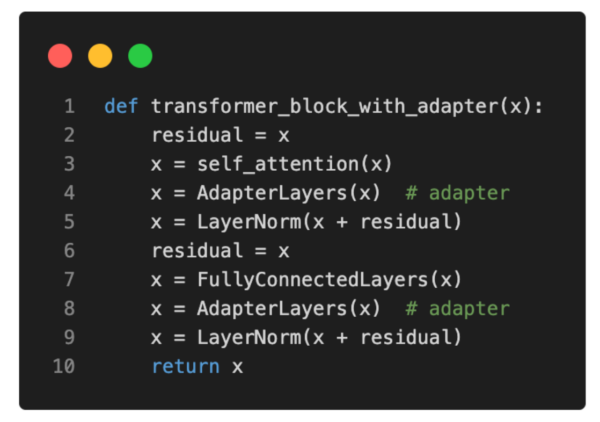 1 def transformer_block_with_adapter(x):
2     residual = x
3     x = self_attention(x)
4     x = AdapterLayers(x)  # adapter
5     x = LayerNorm(x + residual)
6     residual = x
7     x = FullyConnectedLayers(x)
8     x = AdapterLayers(x)  # adapter
9     x = LayerNorm(x + residual)
10     return x